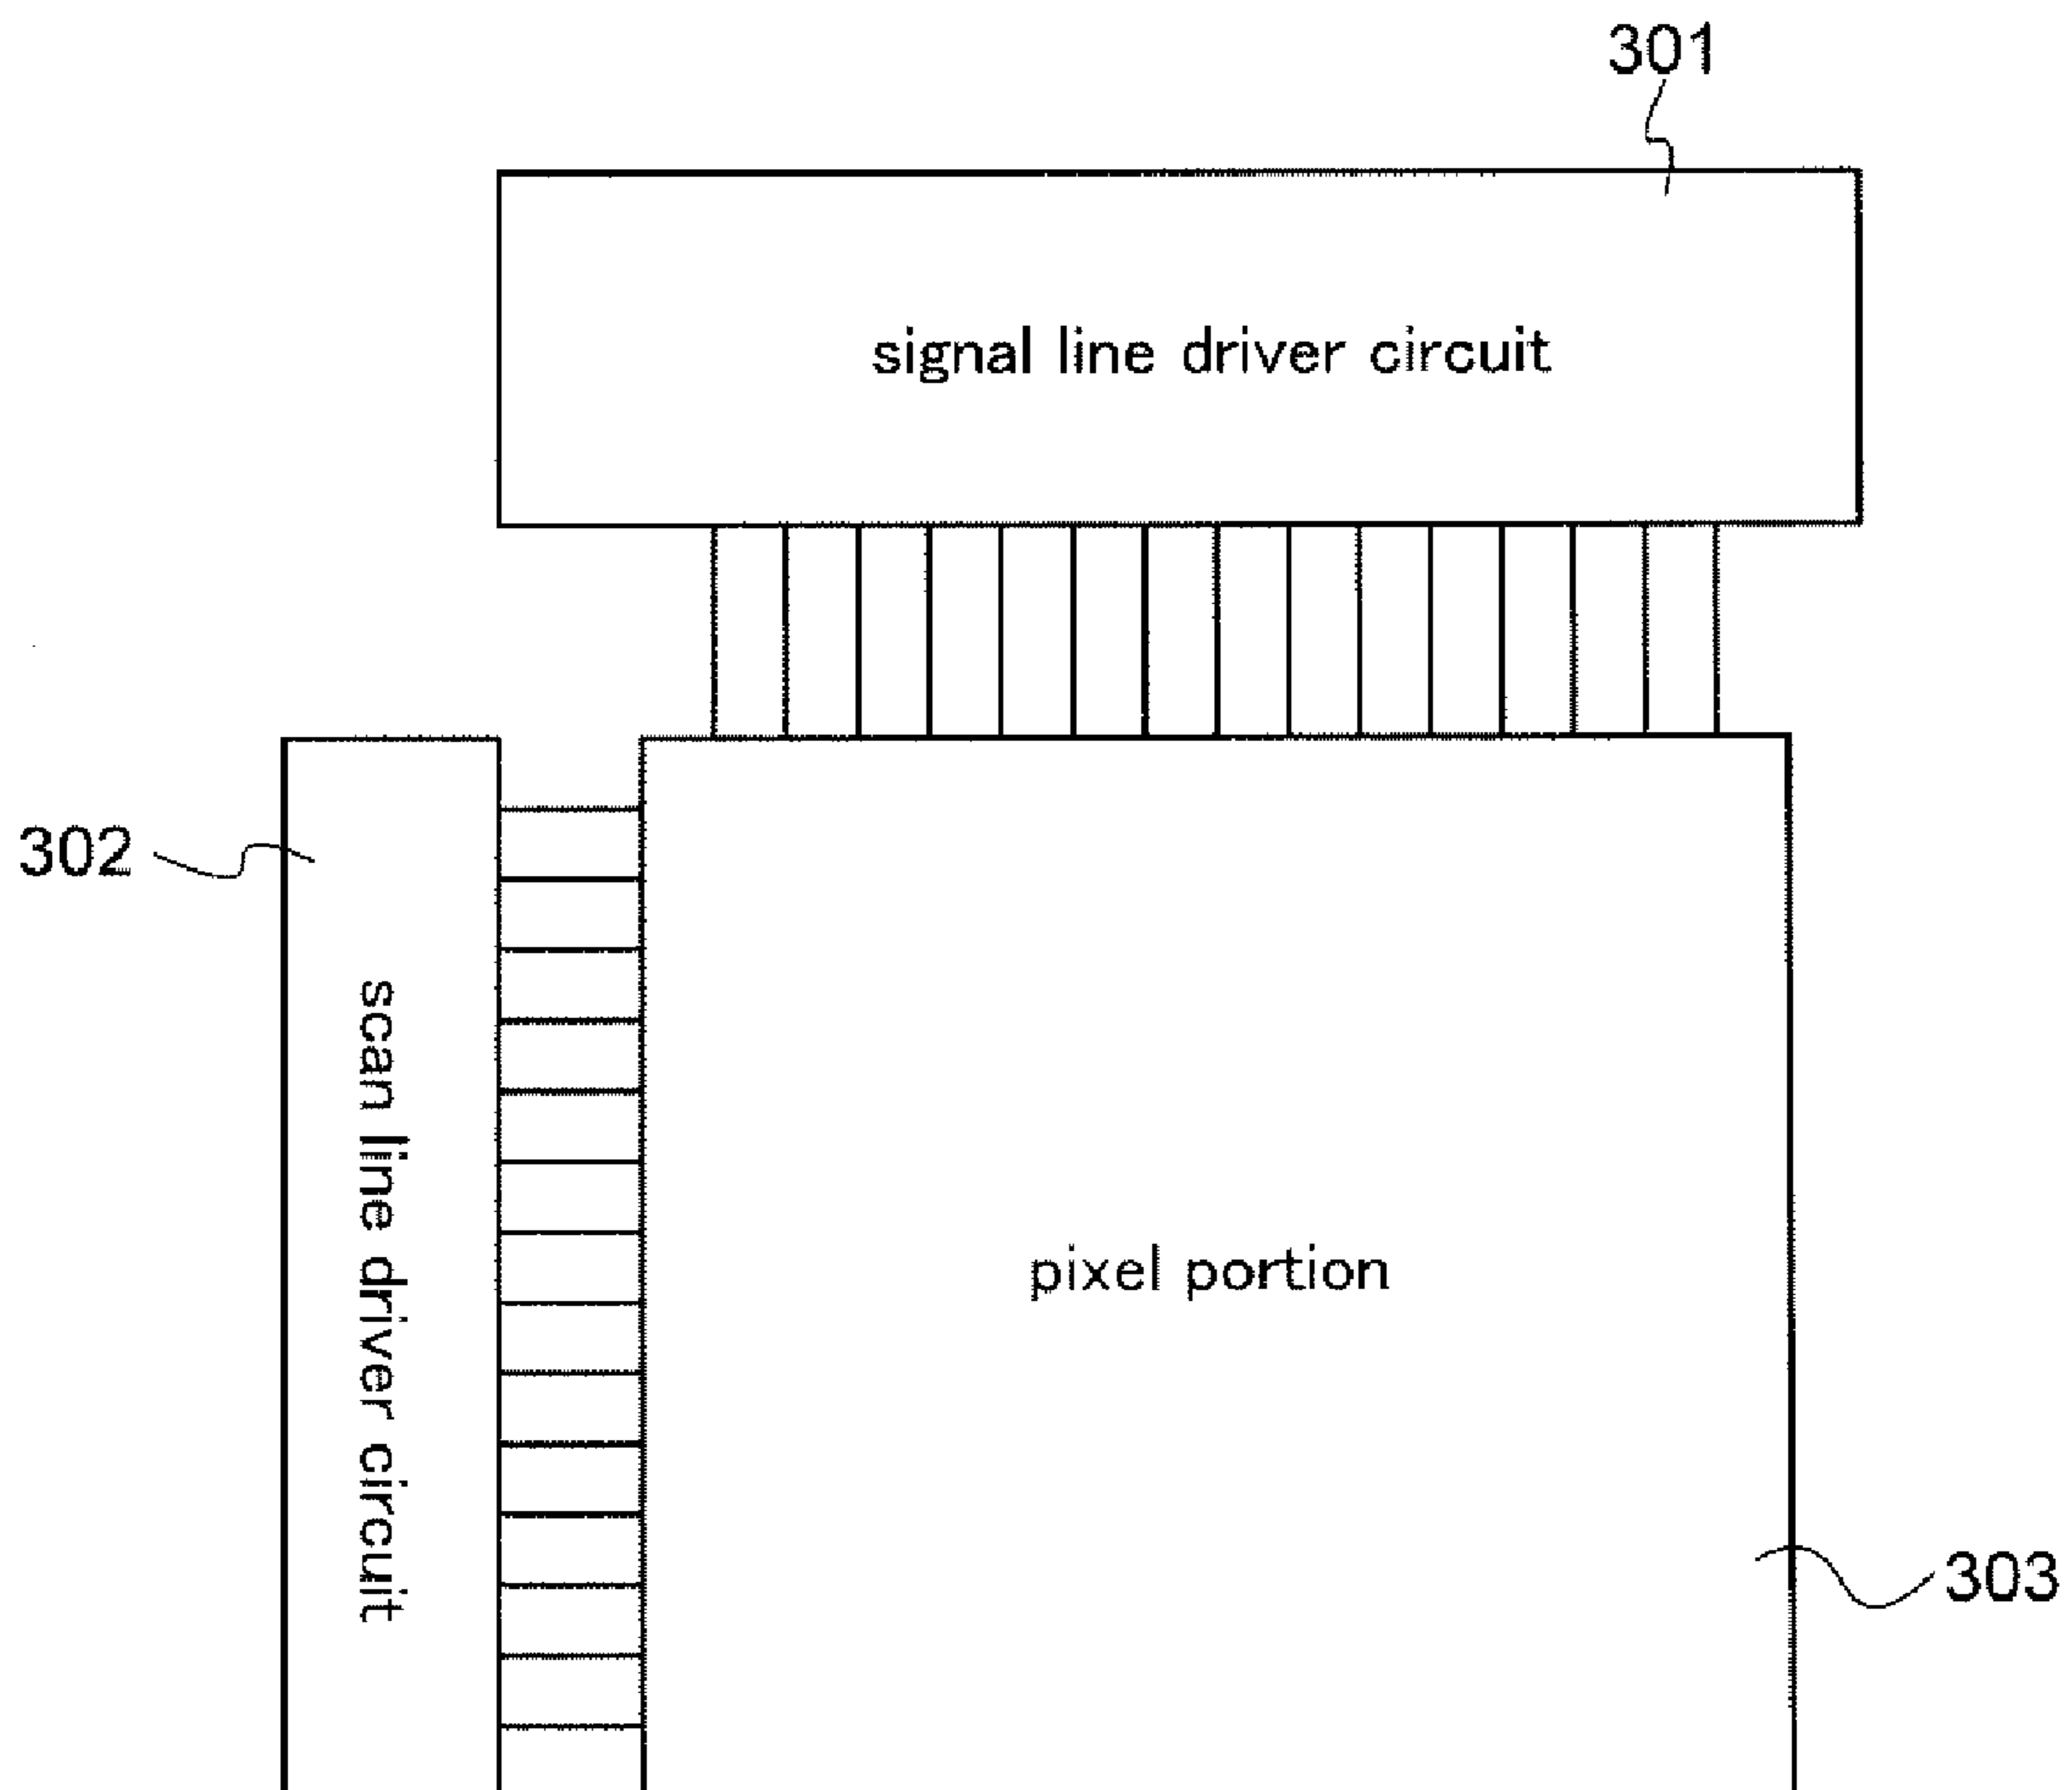 301
signal line driver circuit
302
scan line driver circuit
pixel portion
303